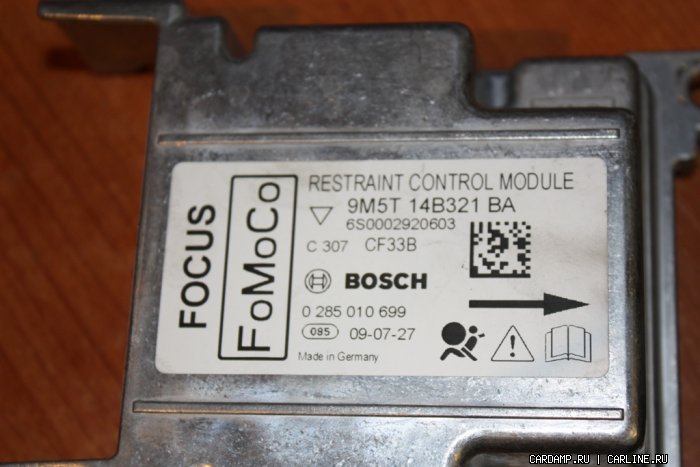 FOCUS
FoMoCo
RESTRAINT CONTROL MODULE
9M5T 14B321 BA
6S0002920603
C 307 CF33B
BOSCH
0 285 010 699
085 09-07-27
Made in Germany
CARDAMP.RU | CARLINE.RU